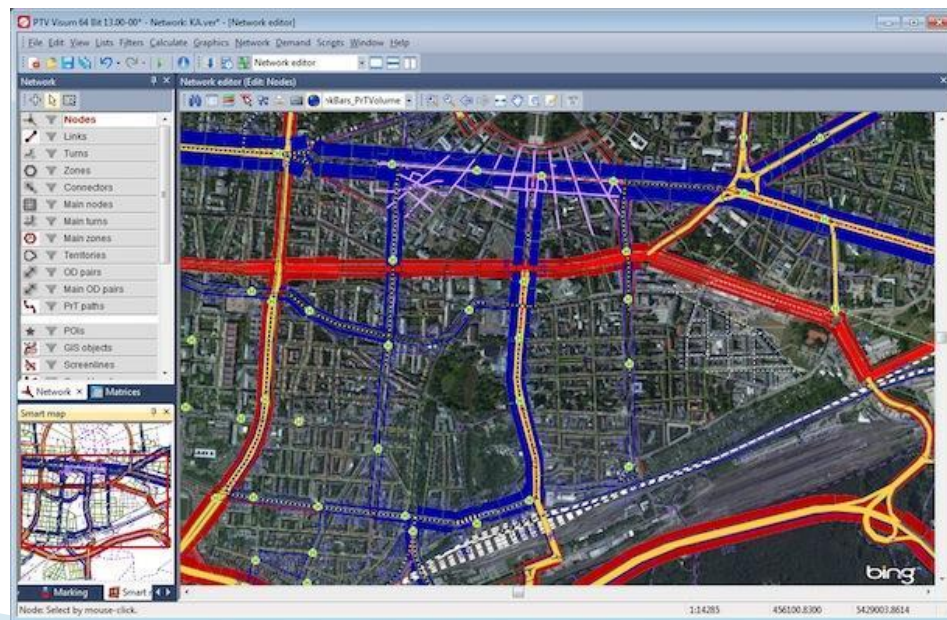 PTV Visum 64 Bit 13.00-00* - Network: KA.ver* - [Network editor]
File Edit View Lists Filters Calculate Graphics Network Demand Scripts Window Help
Network editor
Network
Network editor (Edit: Nodes)
nkBars_PrTVolume
Nodes
Links
Turns
Zones
Connectors
Main nodes
Main turns
Main zones
Territories
OD pairs
Main OD pairs
PrT paths
POIs
GIS objects
Screenlines
Network
Matrices
Smart map
bing
Marking
Smart
Node: Select by mouse-click.
1:14285
456100.8300
5429003.8614